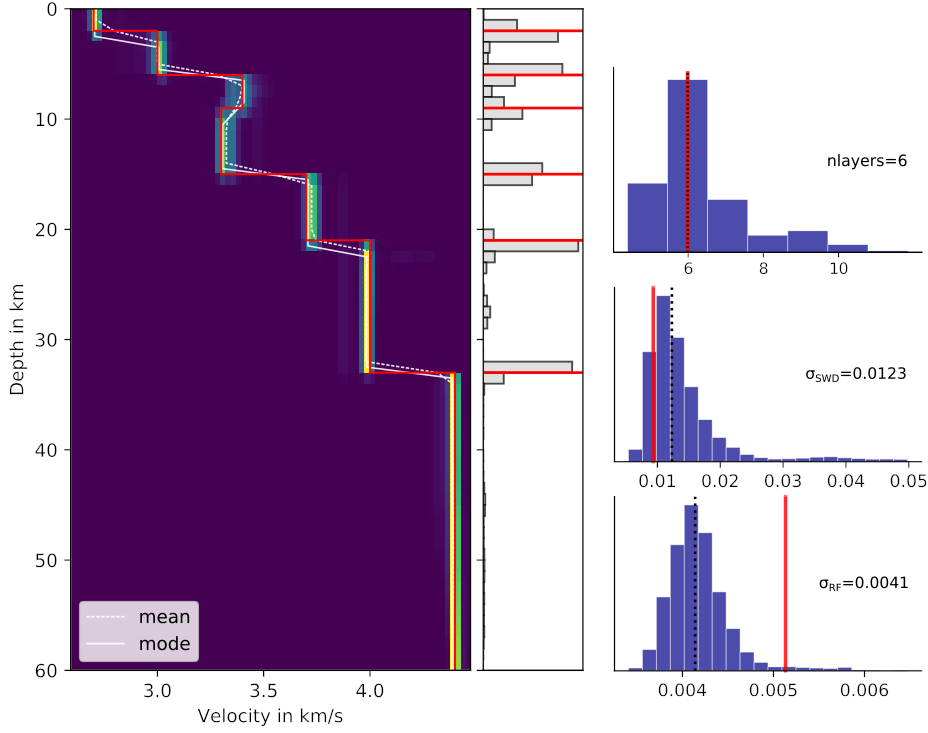 0
10
20
30
40
50
60
Depth in km
mean
mode
3.0 3.5 4.0
Velocity in km/s
nlayers=6
6 8 10
σSWD=0.0123
0.01 0.02 0.03 0.04 0.05
σRF=0.0041
0.004 0.005 0.006